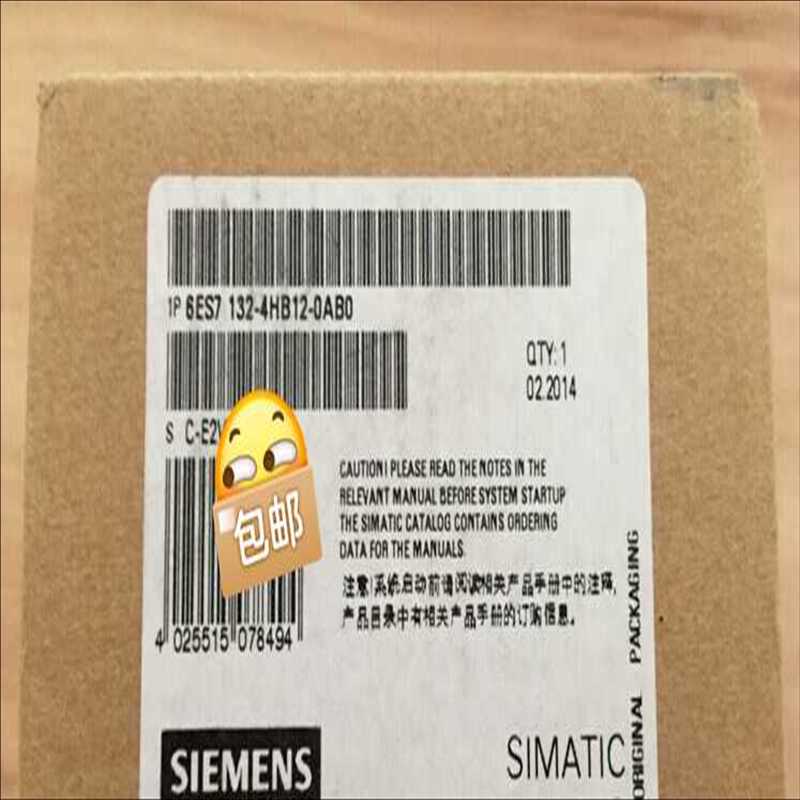 1P 6ES7 132-4HB12-0AB0
QTY: 1
02.2014
S C-E2
包邮
CAUTION! PLEASE READ THE NOTES IN THE
RELEVANT MANUAL BEFORE SYSTEM STARTUP
THE SIMATIC CATALOG CONTAINS ORDERING
DATA FOR THE MANUALS.
注意!系统启动前请阅读相关产品手册中的注释,
产品目录中有相关产品手册的订购信息。
4 025515 078494
ORIGINAL PACKAGING
SIEMENS
SIMATIC